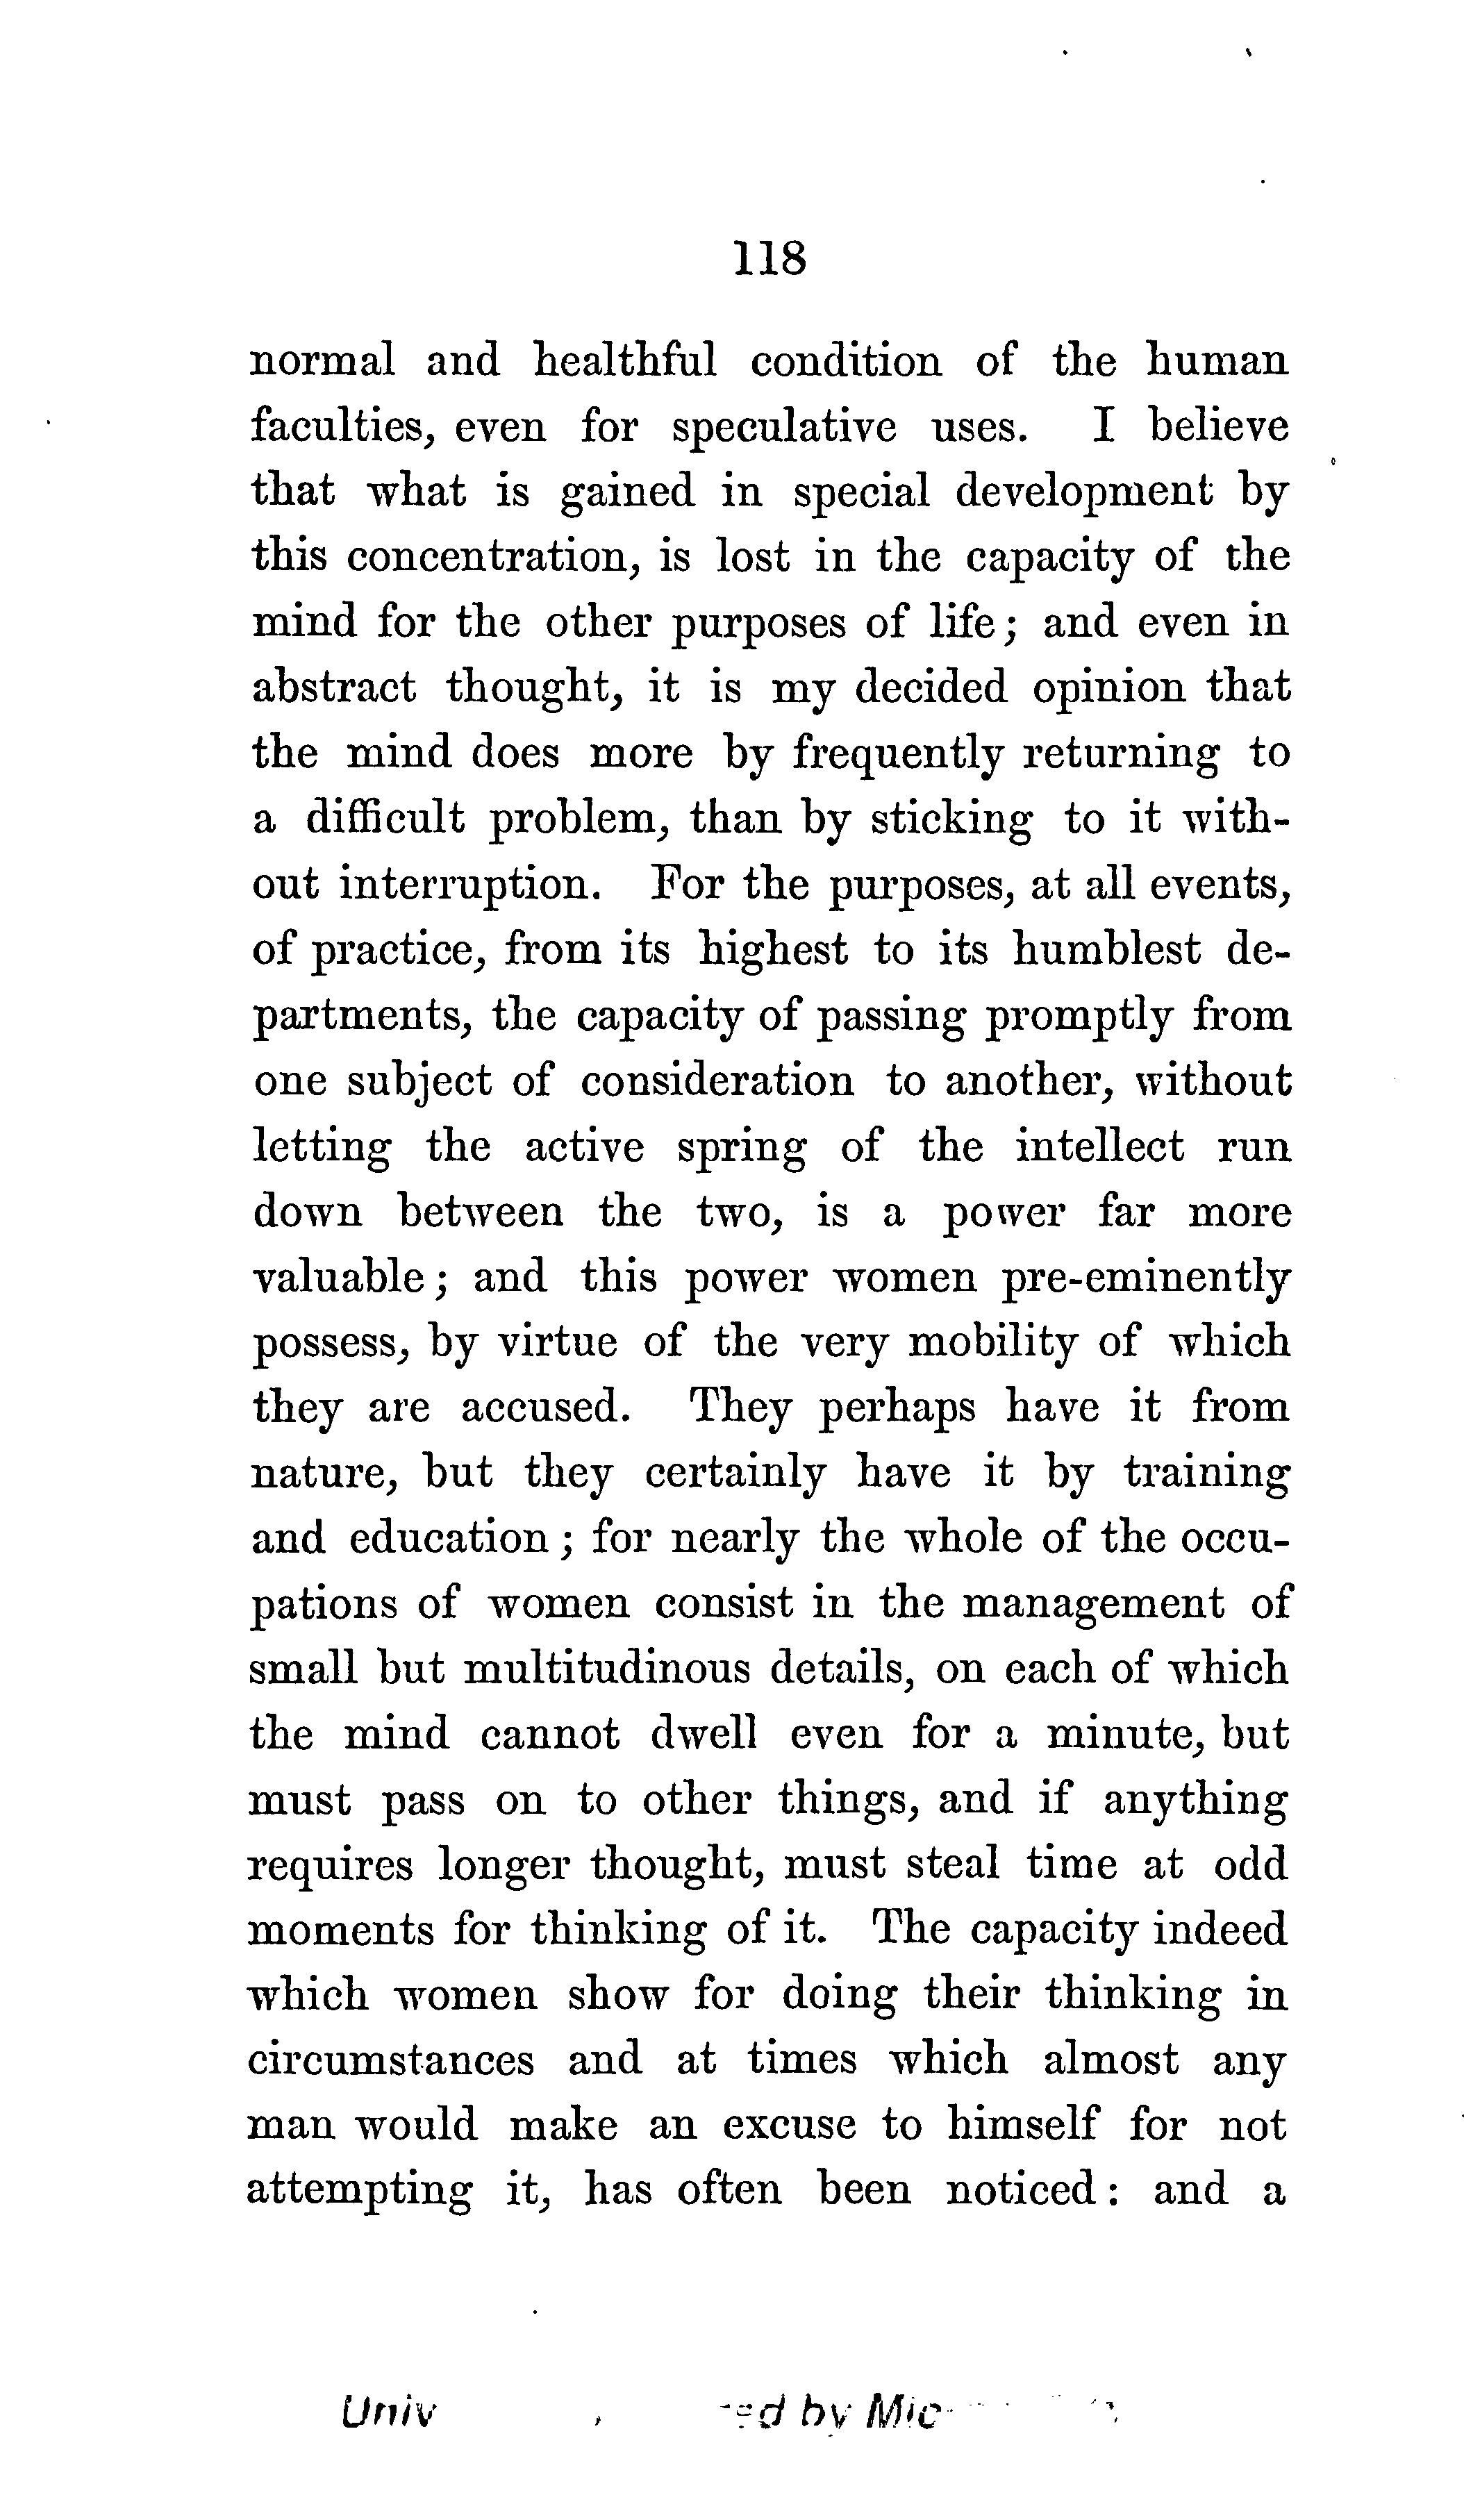 118
normal and healthful condition of the human
faculties, even for speculative uses. I believe
that what is gained in special development by
this concentration, is lost in the capacity of the
mind for the other purposes of life; and even in
abstract thought, it is my decided opinion that
the mind does more by frequently returning to
a difficult problem, than by sticking to it with-
out interruption. For the purposes, at all events,
of practice, from its highest to its humblest de-
partments, the capacity of passing promptly from
one subject of consideration to another, without
letting the active spring of the intellect run
down between the two, is a power far more
valuable; and this power women pre-eminently
possess, by virtue of the very mobility of which
they are accused. They perhaps have it from
nature, but they certainly have it by training
and education; for nearly the whole of the occu-
pations of women consist in the management of
small but multitudinous details, on each of which
the mind cannot dwell even for a minute, but
must pass on to other things, and if anything
requires longer thought, must steal time at odd
moments for thinking of it. The capacity indeed
which women show for doing their thinking in
circumstances and at times which almost any
man would make an excuse to himself for not
attempting it, has often been noticed: and a
Univ by Mic